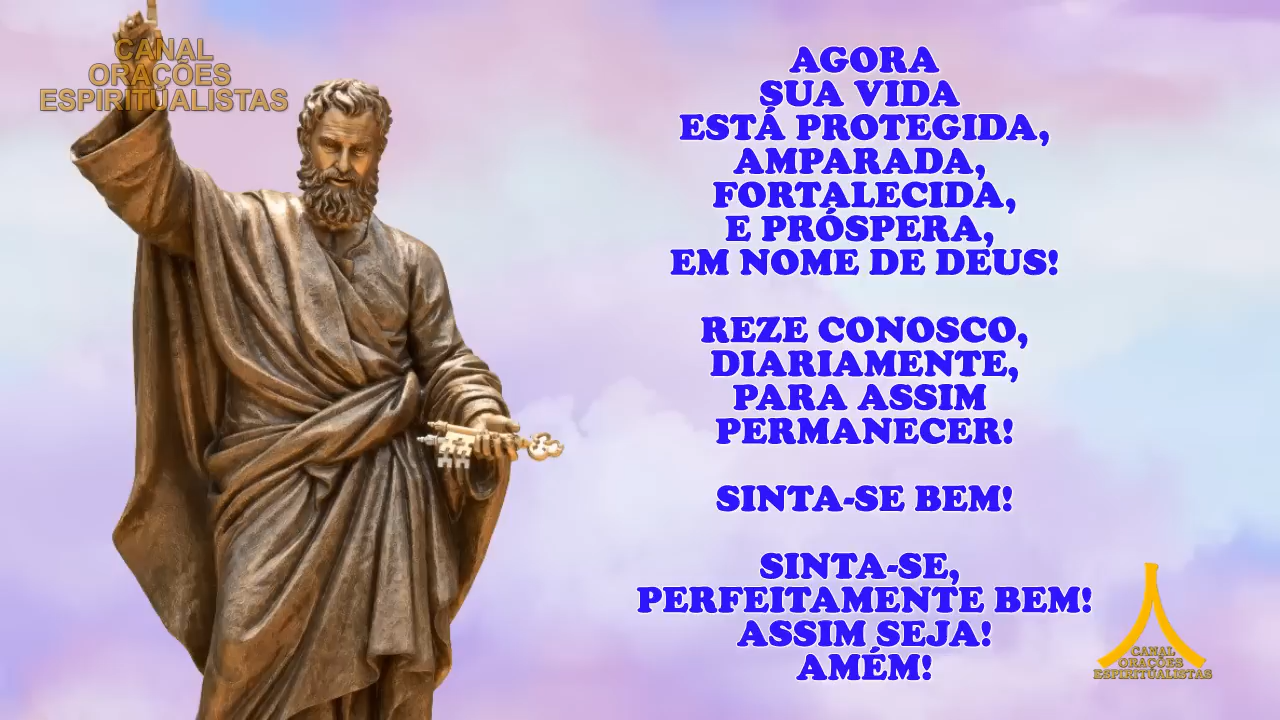 CANAL
ORAÇÕES
ESPIRITUALISTAS
AGORA
SUA VIDA
ESTÁ PROTEGIDA,
AMPARADA,
FORTALECIDA,
E PRÓSPERA,
EM NOME DE DEUS!
REZE CONOSCO,
DIARIAMENTE,
PARA ASSIM
PERMANECER!
SINTA-SE BEM!
SINTA-SE,
PERFEITAMENTE BEM!
ASSIM SEJA!
AMÉM!
CANAL
ORAÇÕES
ESPIRITUALISTAS